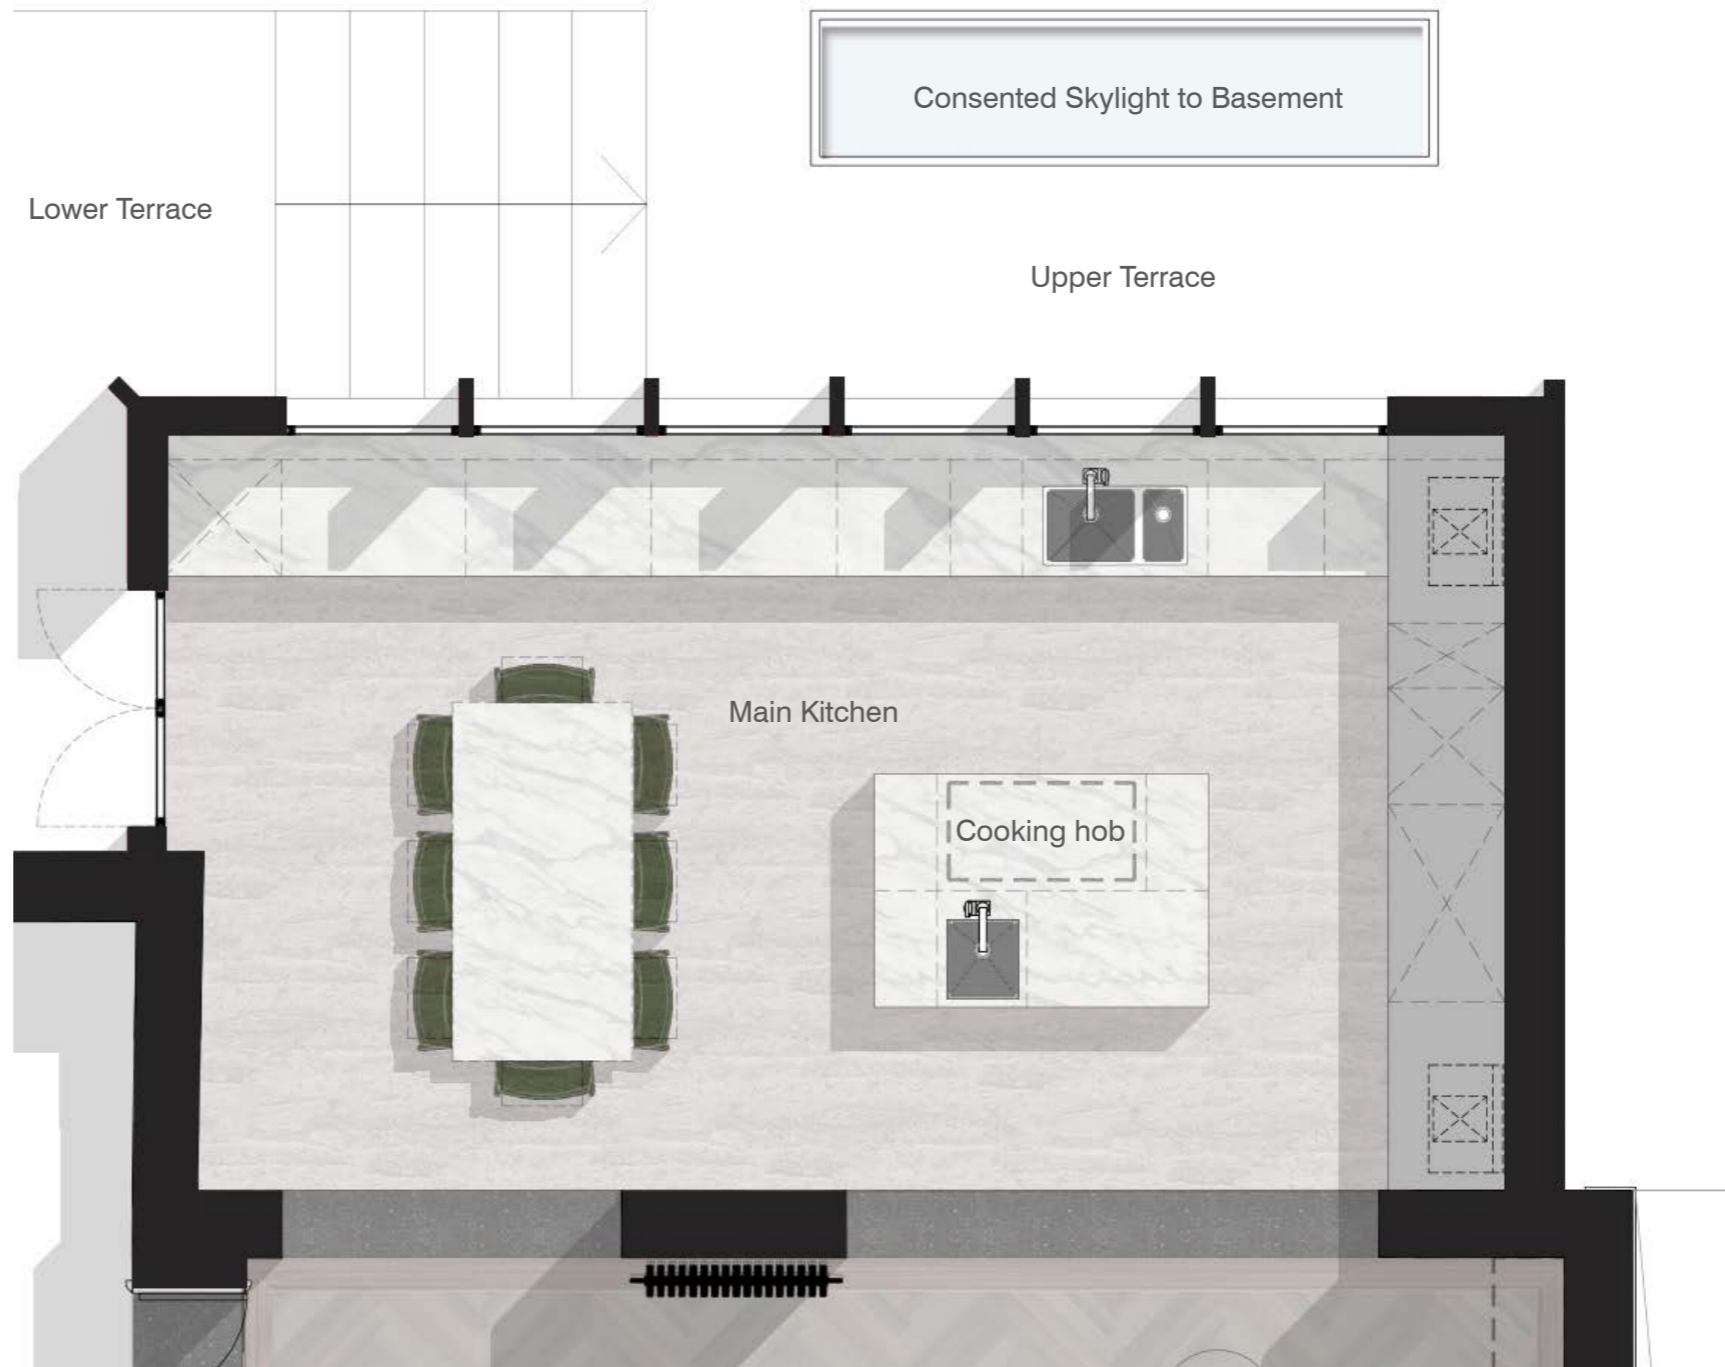 Consented Skylight to Basement
Lower Terrace
Upper Terrace
Main Kitchen
Cooking hob